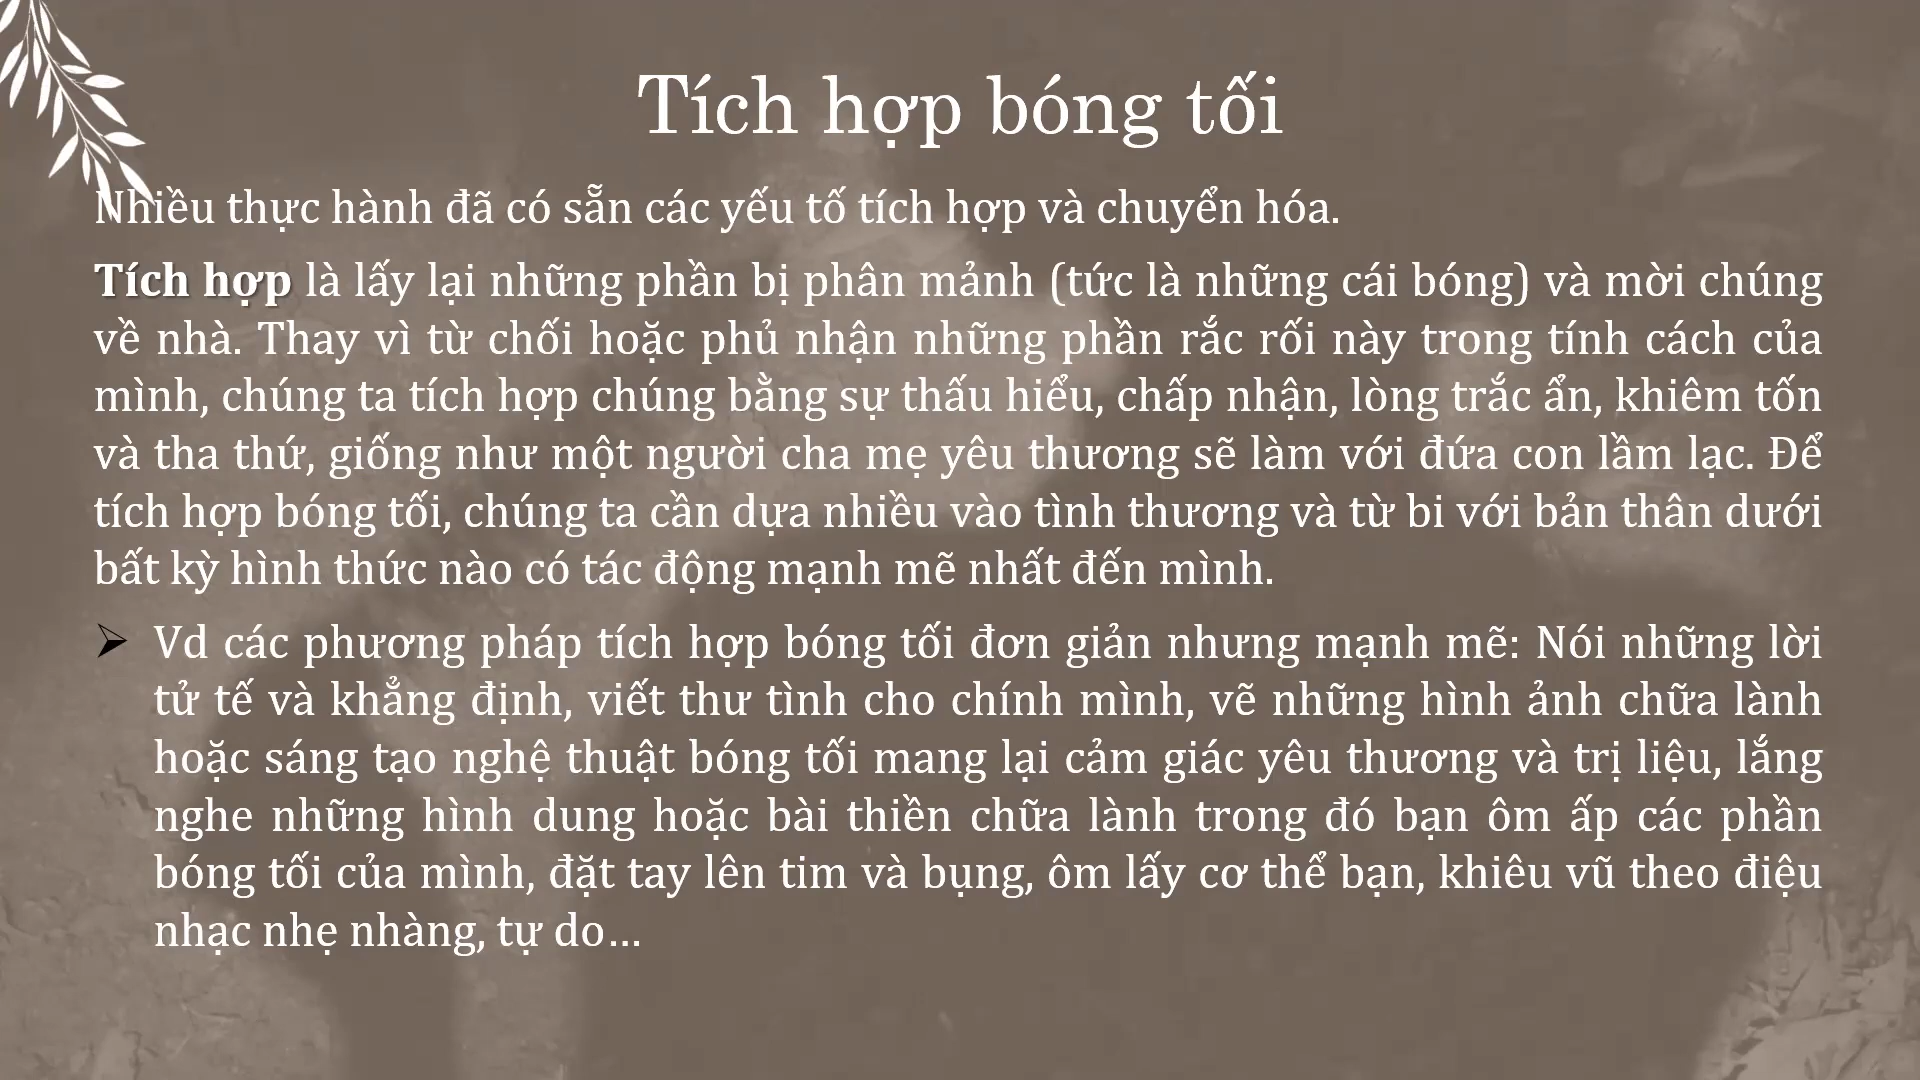 Tích hợp bóng tối
Nhiều thực hành đã có sẵn các yếu tố tích hợp và chuyển hóa.
Tích hợp là lấy lại những phần bị phân mảnh (tức là những cái bóng) và mời chúng
về nhà. Thay vì từ chối hoặc phủ nhận những phần rắc rối này trong tính cách của
mình, chúng ta tích hợp chúng bằng sự thấu hiểu, chấp nhận, lòng trắc ẩn, khiêm tốn
và tha thứ, giống như một người cha mẹ yêu thương sẽ làm với đứa con lầm lạc. Để
tích hợp bóng tối, chúng ta cần dựa nhiều vào tình thương và từ bi với bản thân dưới
bất kỳ hình thức nào có tác động mạnh mẽ nhất đến mình.
Vd các phương pháp tích hợp bóng tối đơn giản nhưng mạnh mẽ: Nói những lời
tử tế và khẳng định, viết thư tình cho chính mình, vẽ những hình ảnh chữa lành
hoặc sáng tạo nghệ thuật bóng tối mang lại cảm giác yêu thương và trị liệu, lắng
nghe những hình dung hoặc bài thiền chữa lành trong đó bạn ôm ấp các phần
bóng tối của mình, đặt tay lên tim và bụng, ôm lấy cơ thể bạn, khiêu vũ theo điệu
nhạc nhẹ nhàng, tự do...